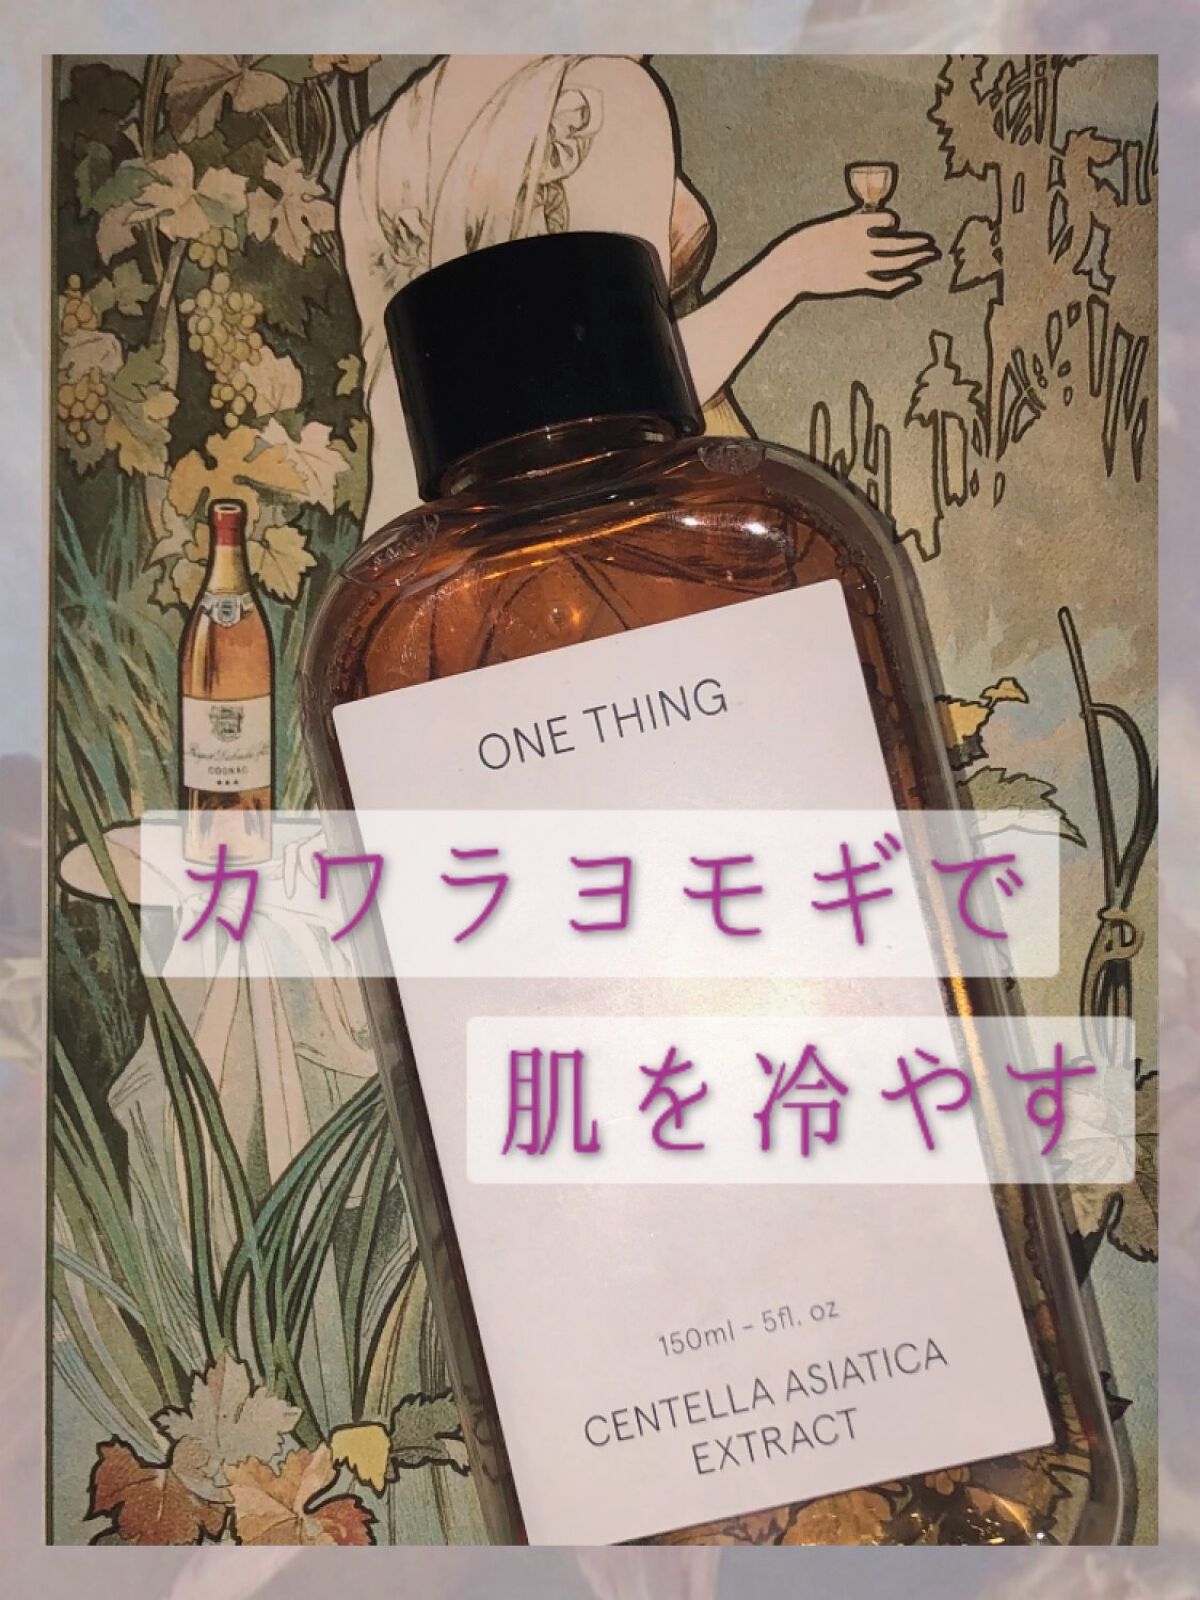 COGNAC
ONE THING
カワラヨモギで
肌を冷やす
150ml - 5fl. oz
CENTELLA ASIATICA
EXTRACT